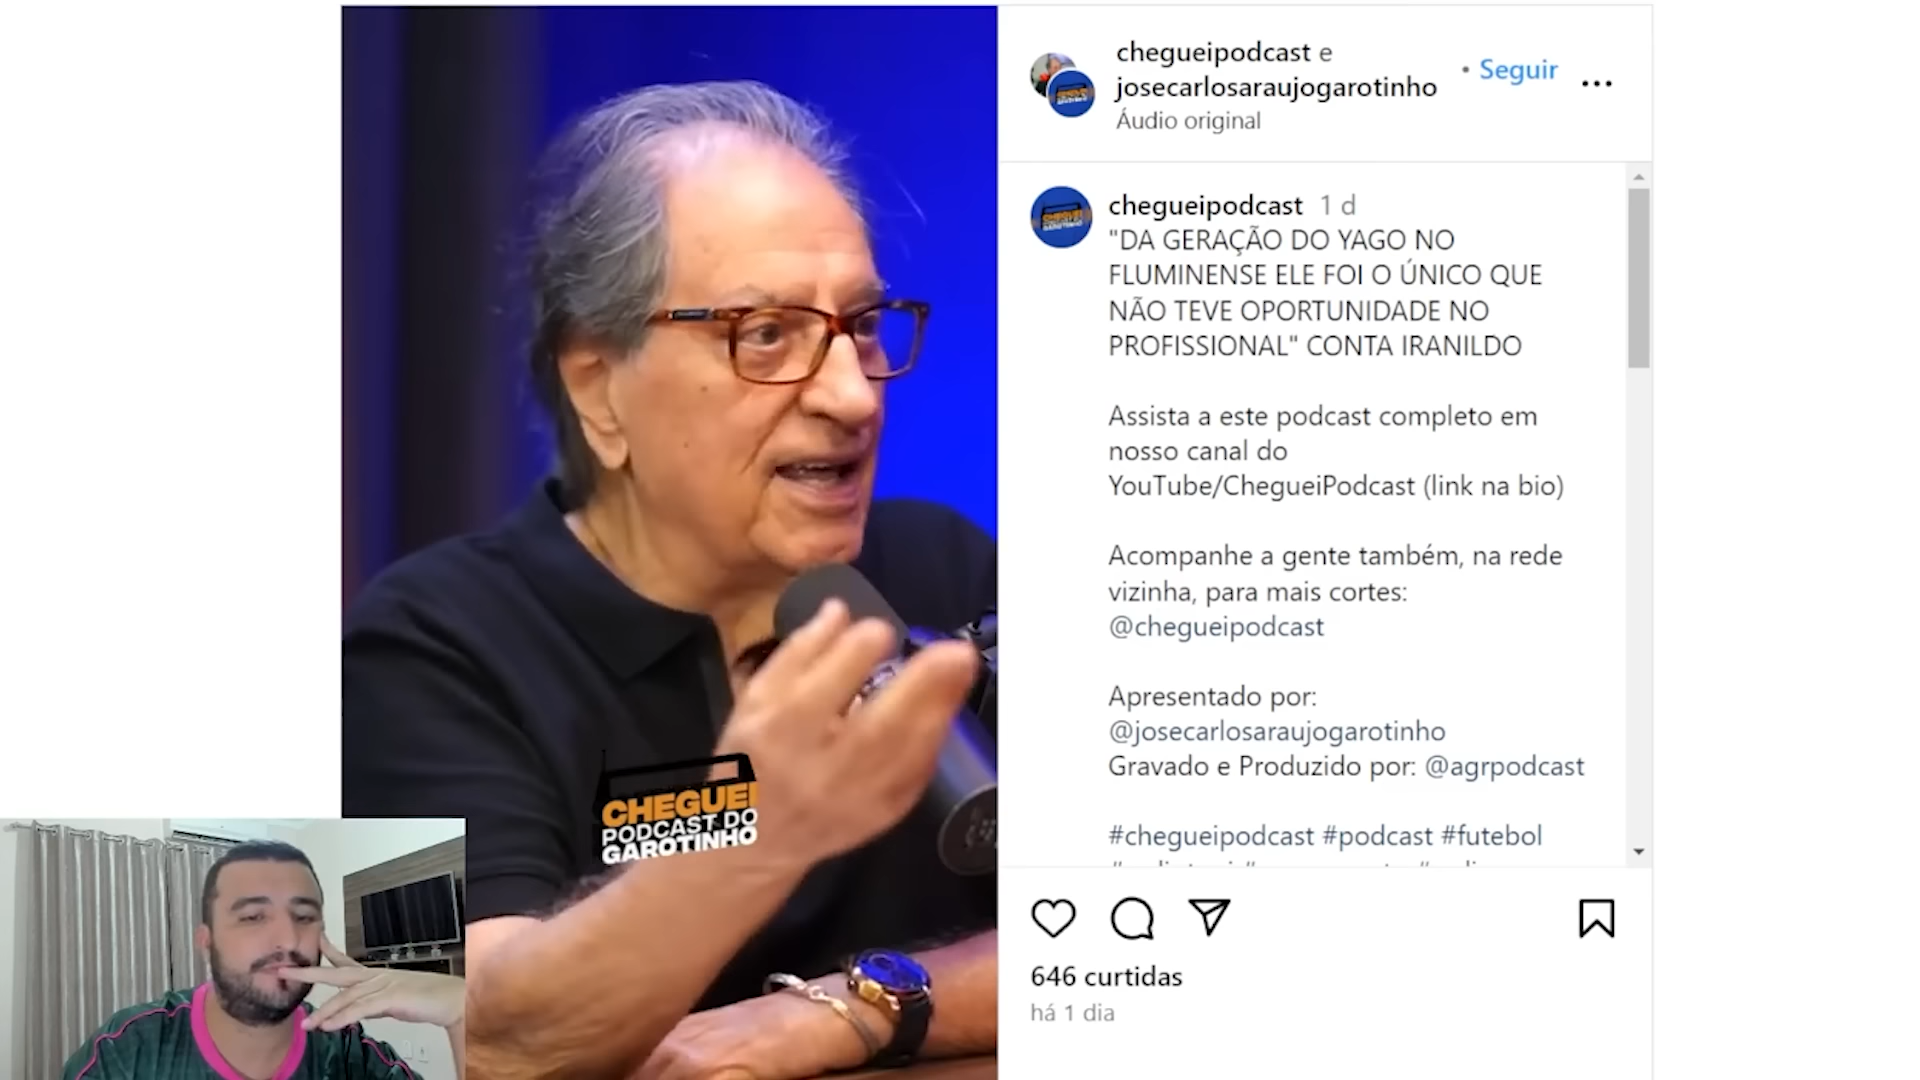 CHEGUEI
PODCAST DO
GAROTINHO
chegueipodcast e
josecarlosaraujogarotinho
• Seguir
Áudio original
chegueipodcast 1 d
"DA GERAÇÃO DO YAGO NO
FLUMINENSE ELE FOI O ÚNICO QUE
NÃO TEVE OPORTUNIDADE NO
PROFISSIONAL" CONTA IRANILDO
Assista a este podcast completo em
nosso canal do
YouTube/ChegueiPodcast (link na bio)
Acompanhe a gente também, na rede
vizinha, para mais cortes:
@chegueipodcast
Apresentado por:
@josecarlosaraujogarotinho
Gravado e Produzido por: @agrpodcast
#chegueipodcast #podcast #futebol
646 curtidas
há 1 dia